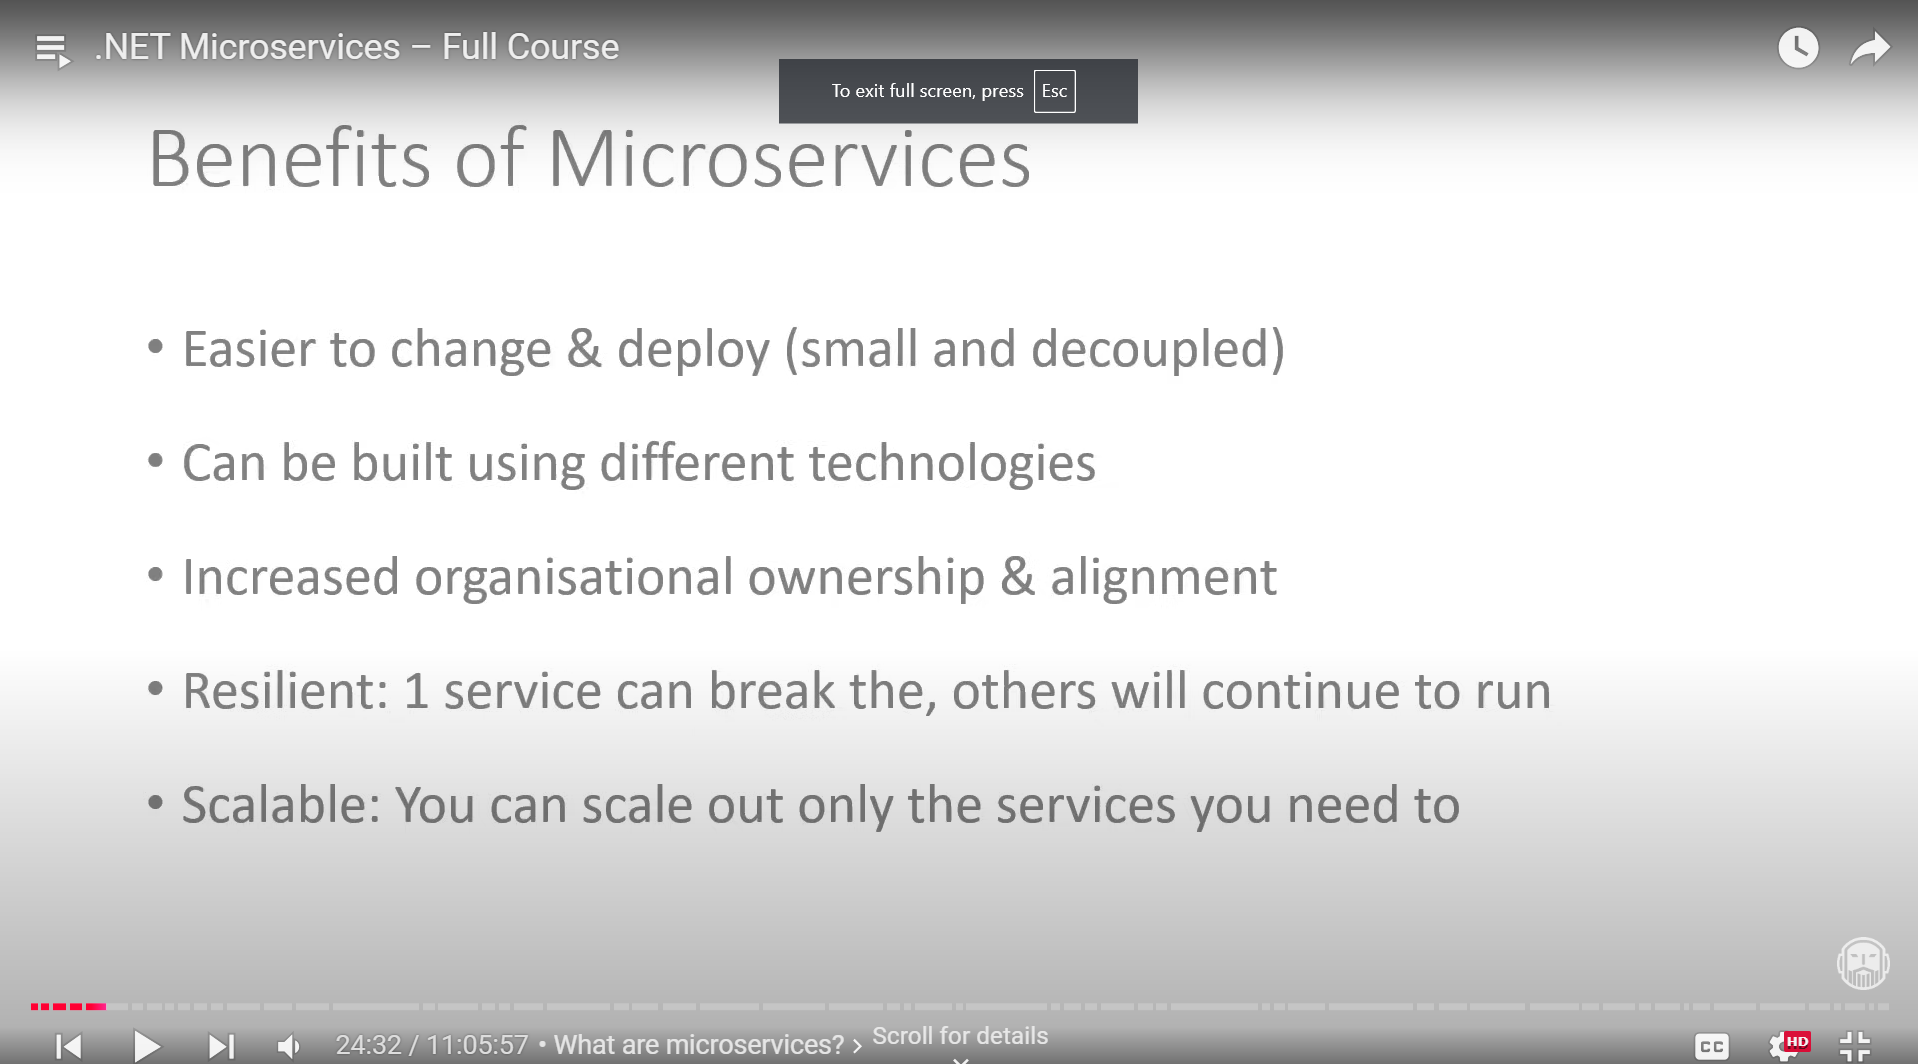 .NET Microservices – Full Course
To exit full screen, press Esc
Benefits of Microservices
• Easier to change & deploy (small and decoupled)
• Can be built using different technologies
• Increased organisational ownership & alignment
• Resilient: 1 service can break the, others will continue to run
• Scalable: You can scale out only the services you need to
24:32 / 11:05:57 • What are microservices? ›
Scroll for details
CC
HD